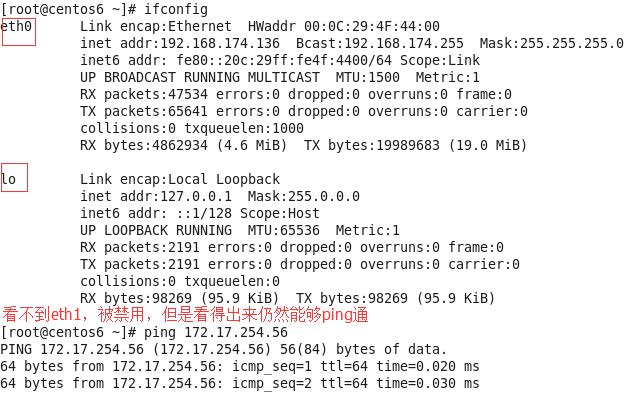 [root@centos6 ~]# ifconfig
eth0      Link encap:Ethernet  HWaddr 00:0C:29:4F:44:00
          inet addr:192.168.174.136  Bcast:192.168.174.255  Mask:255.255.255.0
          inet6 addr: fe80::20c:29ff:fe4f:4400/64 Scope:Link
          UP BROADCAST RUNNING MULTICAST  MTU:1500  Metric:1
          RX packets:47534 errors:0 dropped:0 overruns:0 frame:0
          TX packets:65641 errors:0 dropped:0 overruns:0 carrier:0
          collisions:0 txqueuelen:1000
          RX bytes:4862934 (4.6 MiB)  TX bytes:19989683 (19.0 MiB)
lo        Link encap:Local Loopback
          inet addr:127.0.0.1  Mask:255.0.0.0
          inet6 addr: ::1/128 Scope:Host
          UP LOOPBACK RUNNING  MTU:65536  Metric:1
          RX packets:2191 errors:0 dropped:0 overruns:0 frame:0
          TX packets:2191 errors:0 dropped:0 overruns:0 carrier:0
          collisions:0 txqueuelen:0
          RX bytes:98269 (95.9 KiB)  TX bytes:98269 (95.9 KiB)
看不到eth1，被禁用，但是看得出来仍然能够ping通
[root@centos6 ~]# ping 172.17.254.56
PING 172.17.254.56 (172.17.254.56) 56(84) bytes of data.
64 bytes from 172.17.254.56: icmp_seq=1 ttl=64 time=0.020 ms
64 bytes from 172.17.254.56: icmp_seq=2 ttl=64 time=0.030 ms